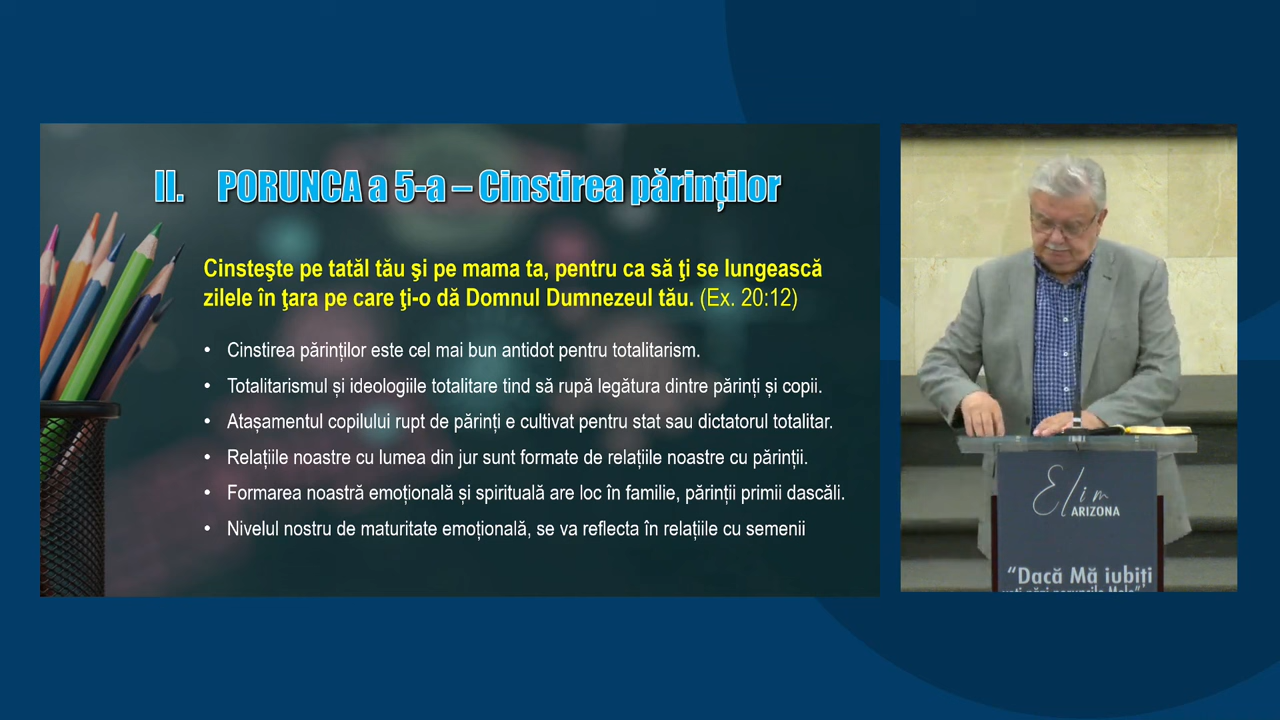 II. PORUNCA a 5-a – Cinstirea părinților
Cinsteşte pe tatăl tău şi pe mama ta, pentru ca să ţi se lungească
zilele în ţara pe care ţi-o dă Domnul Dumnezeul tău. (Ex. 20:12)
• Cinstirea părinților este cel mai bun antidot pentru totalitarism.
• Totalitarismul și ideologiile totalitare tind să rupă legătura dintre părinți și copii.
• Atașamentul copilului rupt de părinți e cultivat pentru stat sau dictatorul totalitar.
• Relațiile noastre cu lumea din jur sunt formate de relațiile noastre cu părinții.
• Formarea noastră emoțională și spirituală are loc în familie, părinții primii dascăli.
• Nivelul nostru de maturitate emoțională, se va reflecta în relațiile cu semenii
Elim
ARIZONA
“Dacă Mă iubiți